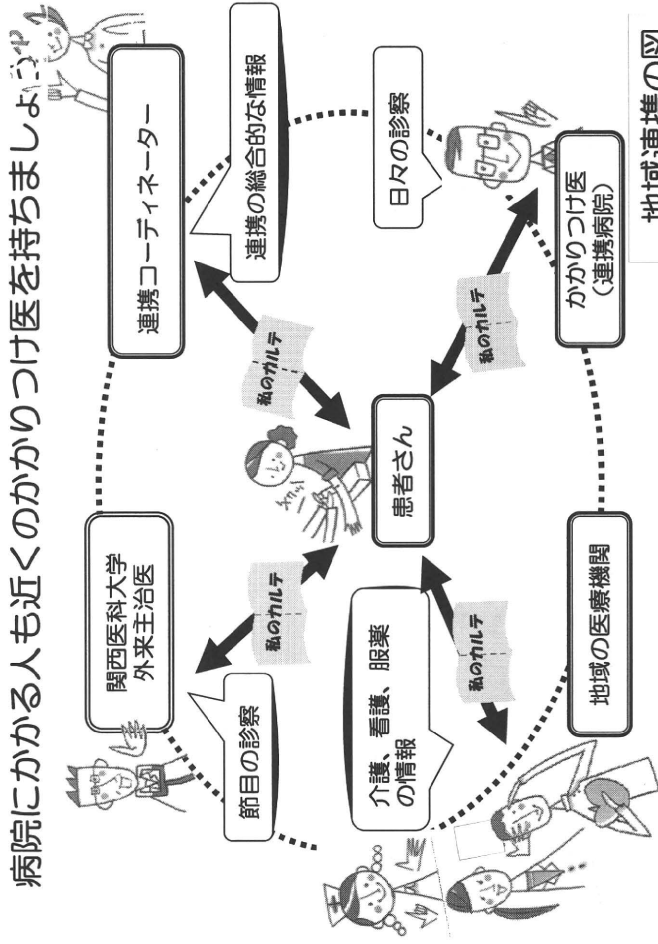 病院にかかる人も近くのかかりつけ医を持ちましょう
関西医科大学
外来主治医
連携コーディネーター
節目の診察
連携の総合的な情報
私のカルテ
私のカルテ
患者さん
介護、看護、服薬
の情報
日々の診察
私のカルテ
私のカルテ
地域の医療機関
かかりつけ医
(連携病院)
地域連携の図